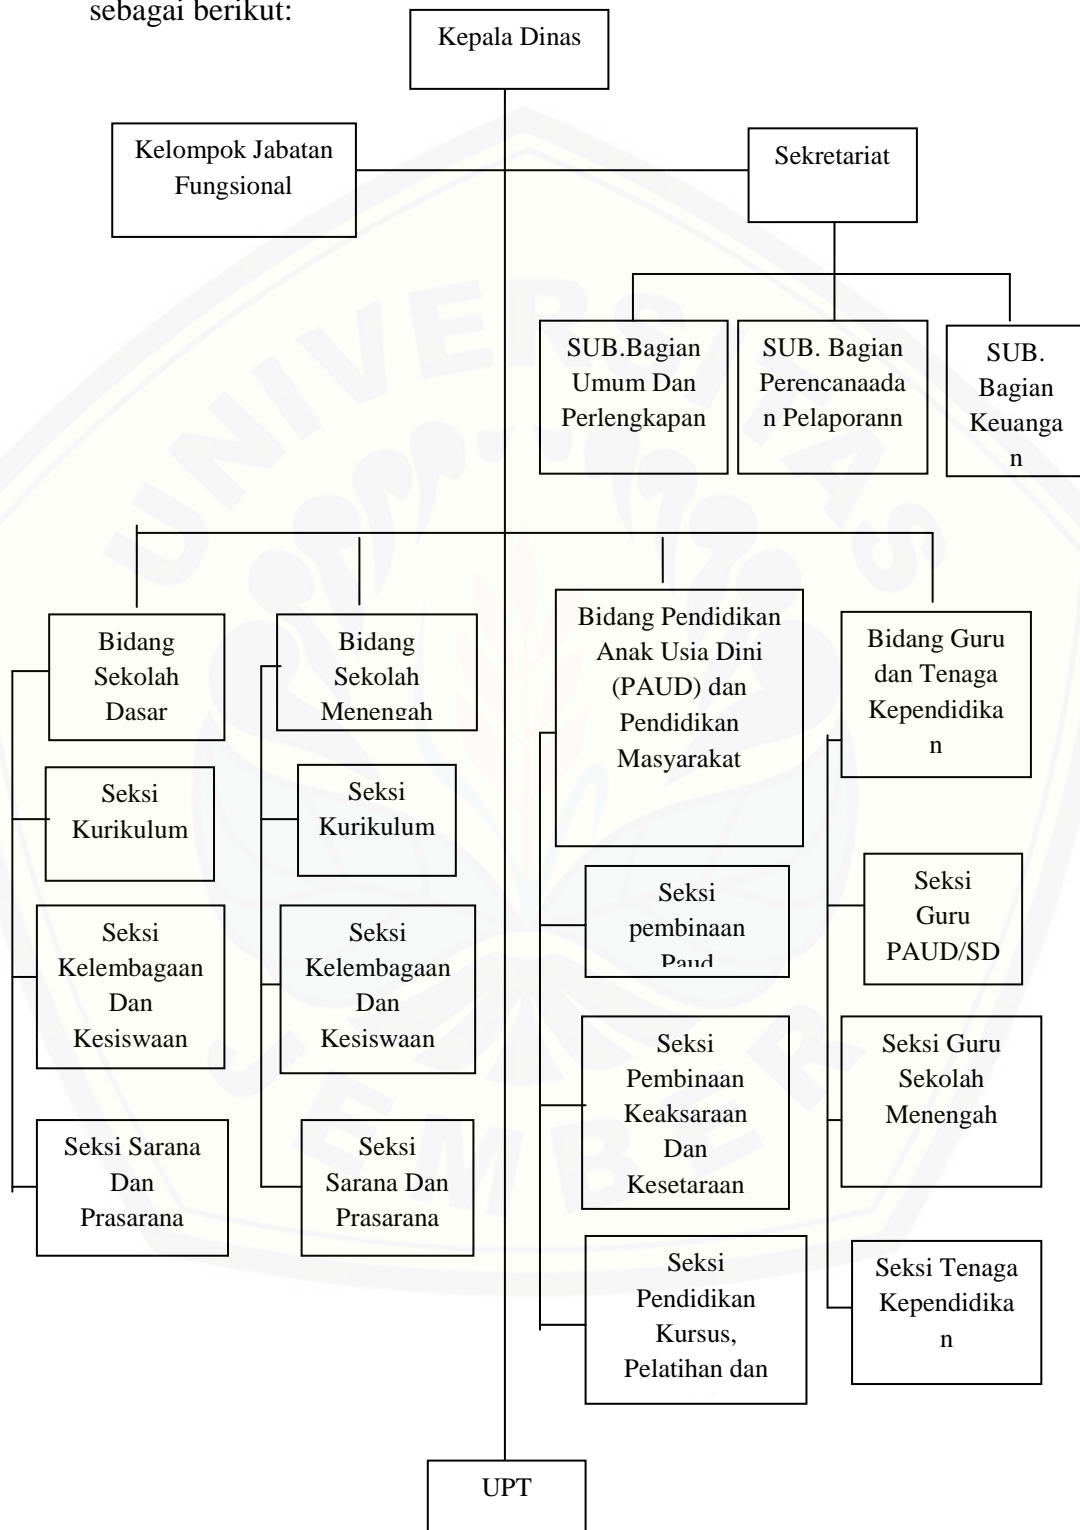 sebagai berikut:
Kepala Dinas
Kelompok Jabatan
Fungsional
Sekretariat
SUB.Bagian
Umum Dan
Perlengkapan
SUB. Bagian
Perencanaada
n Pelaporann
SUB.
Bagian
Keuanga
n
Bidang
Sekolah
Dasar
Bidang
Sekolah
Menengah
Bidang Pendidikan
Anak Usia Dini
(PAUD) dan
Pendidikan
Masyarakat
Bidang Guru
dan Tenaga
Kependidika
n
Seksi
Kurikulum
Seksi
Kelembagaan
Dan
Kesiswaan
Seksi Sarana
Dan
Prasarana
Seksi
Kurikulum
Seksi
Kelembagaan
Dan
Kesiswaan
Seksi
Sarana Dan
Prasarana
Seksi
pembinaan
Paud
Seksi
Pembinaan
Keaksaraan
Dan
Kesetaraan
Seksi
Pendidikan
Kursus,
Pelatihan dan
Seksi
Guru
PAUD/SD
Seksi Guru
Sekolah
Menengah
Seksi Tenaga
Kependidika
n
UPT
UNIVERSITAS
JEMBER